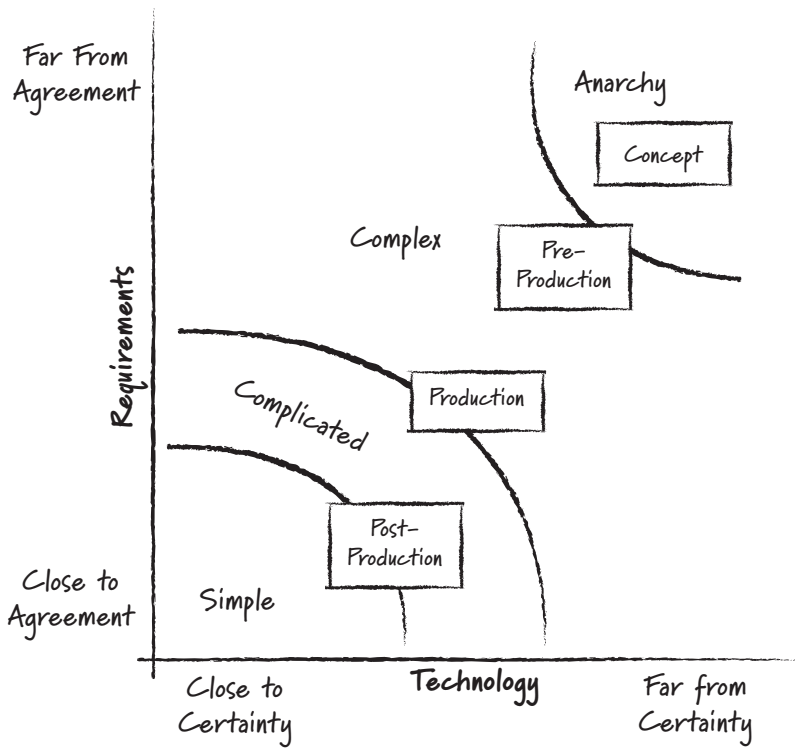 Far From
Agreement
Anarchy
Concept
Complex
Pre-
Production
Requirements
Production
Complicated
Post-
Production
Close to
Agreement
Simple
Technology
Close to
Certainty
Far from
Certainty